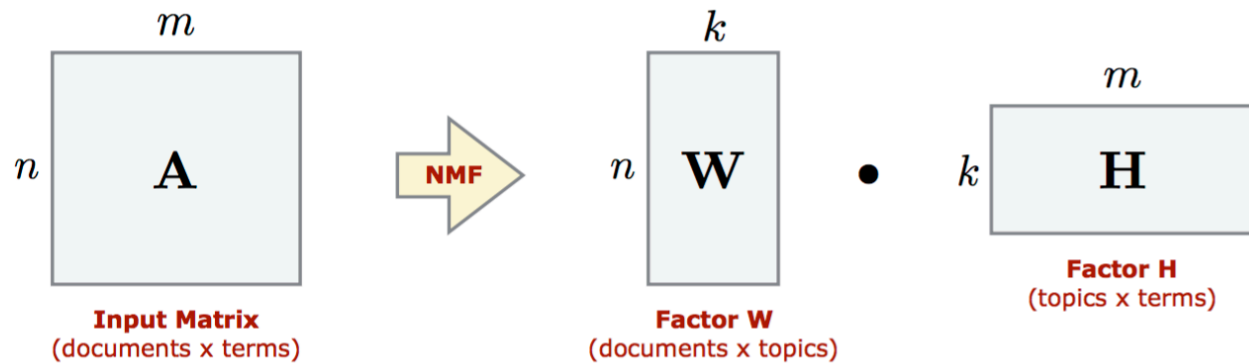 m
n
A
Input Matrix
(documents x terms)
NMF
k
n
W
Factor W
(documents x topics)
•
m
k
H
Factor H
(topics x terms)